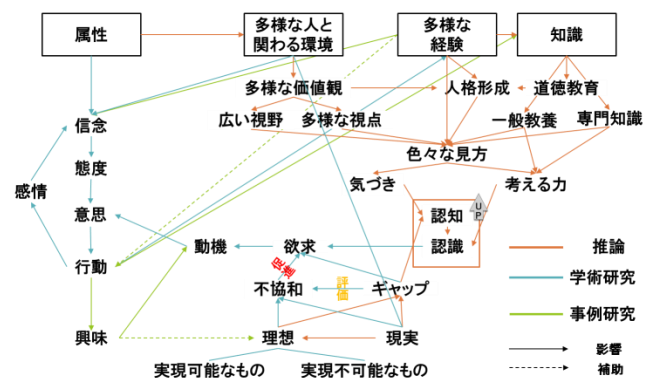 属性
多様な人と
関わる環境
多様な
経験
知識
多様な価値観
人格形成
道徳教育
広い視野
多様な視点
一般教養
専門知識
信念
色々な見方
態度
気づき
考える力
感情
UP
意思
認知
動機
欲求
認識
行動
促進
不協和
評価
ギャップ
興味
理想
現実
実現可能なもの
実現不可能なもの
推論
学術研究
事例研究
影響
補助